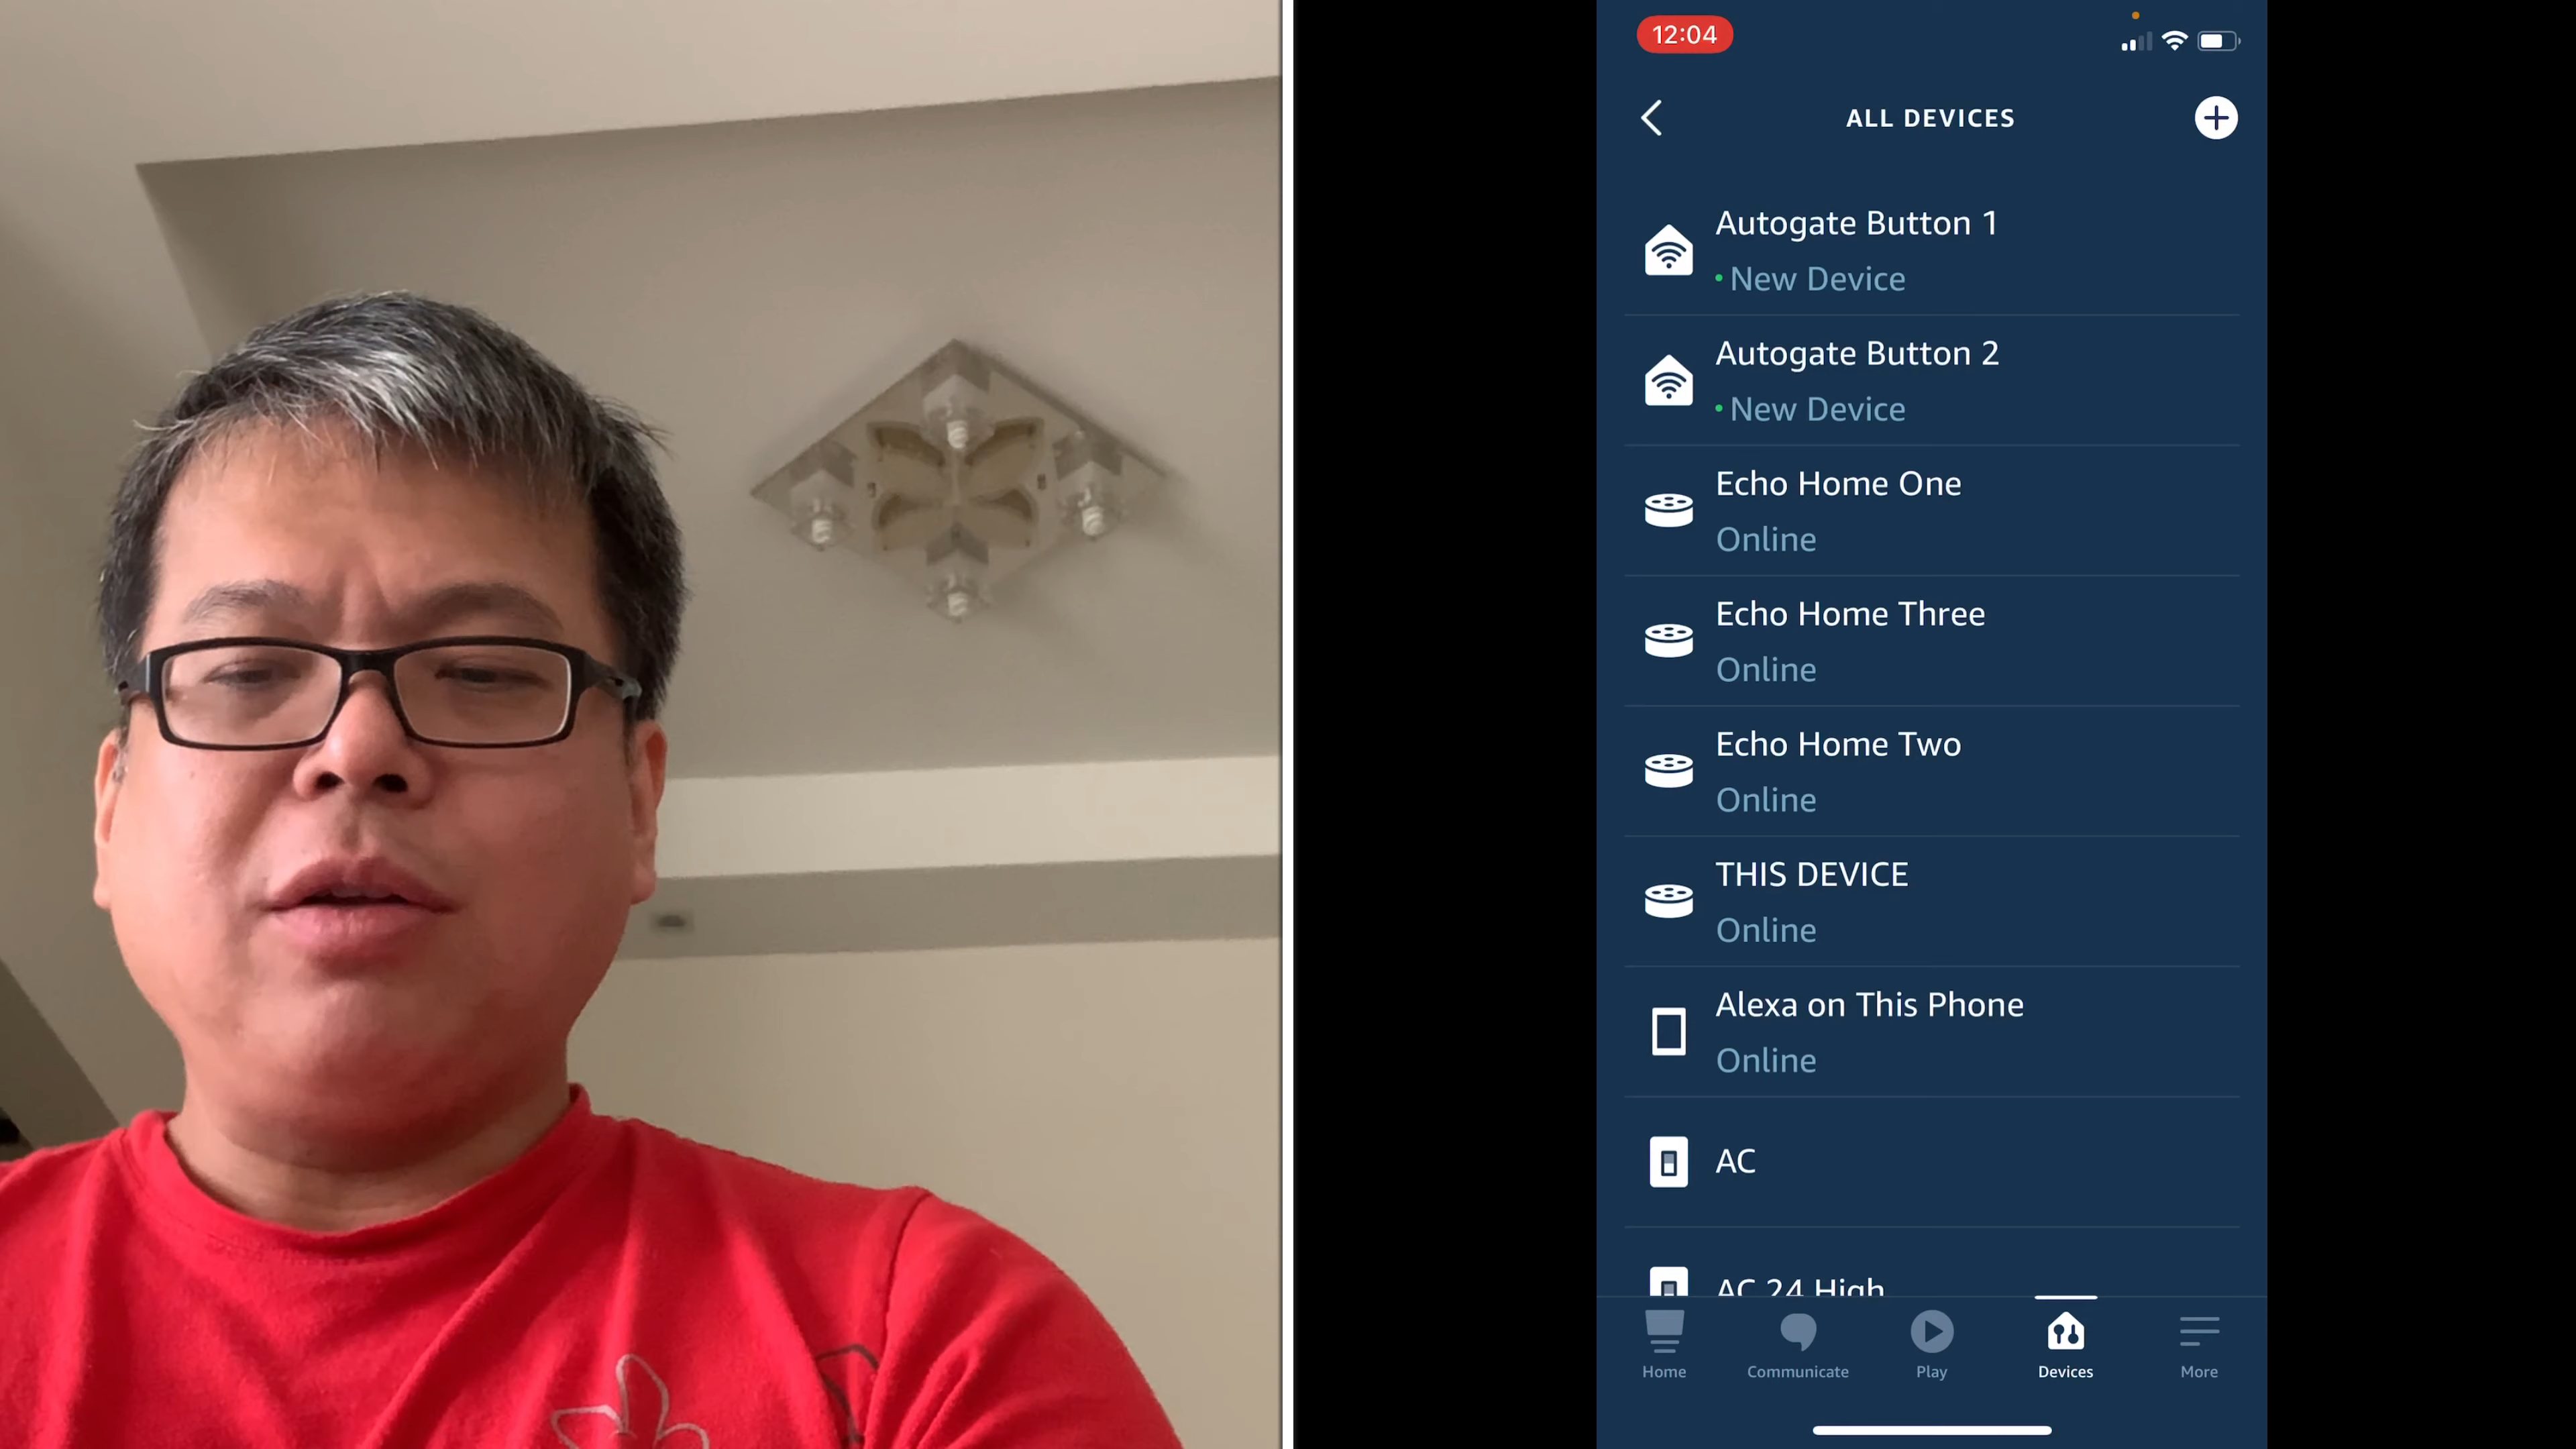 12:04
ALL DEVICES
Autogate Button 1
New Device
Autogate Button 2
New Device
Echo Home One
Online
Echo Home Three
Online
Echo Home Two
Online
THIS DEVICE
Online
Alexa on This Phone
Online
AC
AC 24 High
Home
Communicate
Play
Devices
More